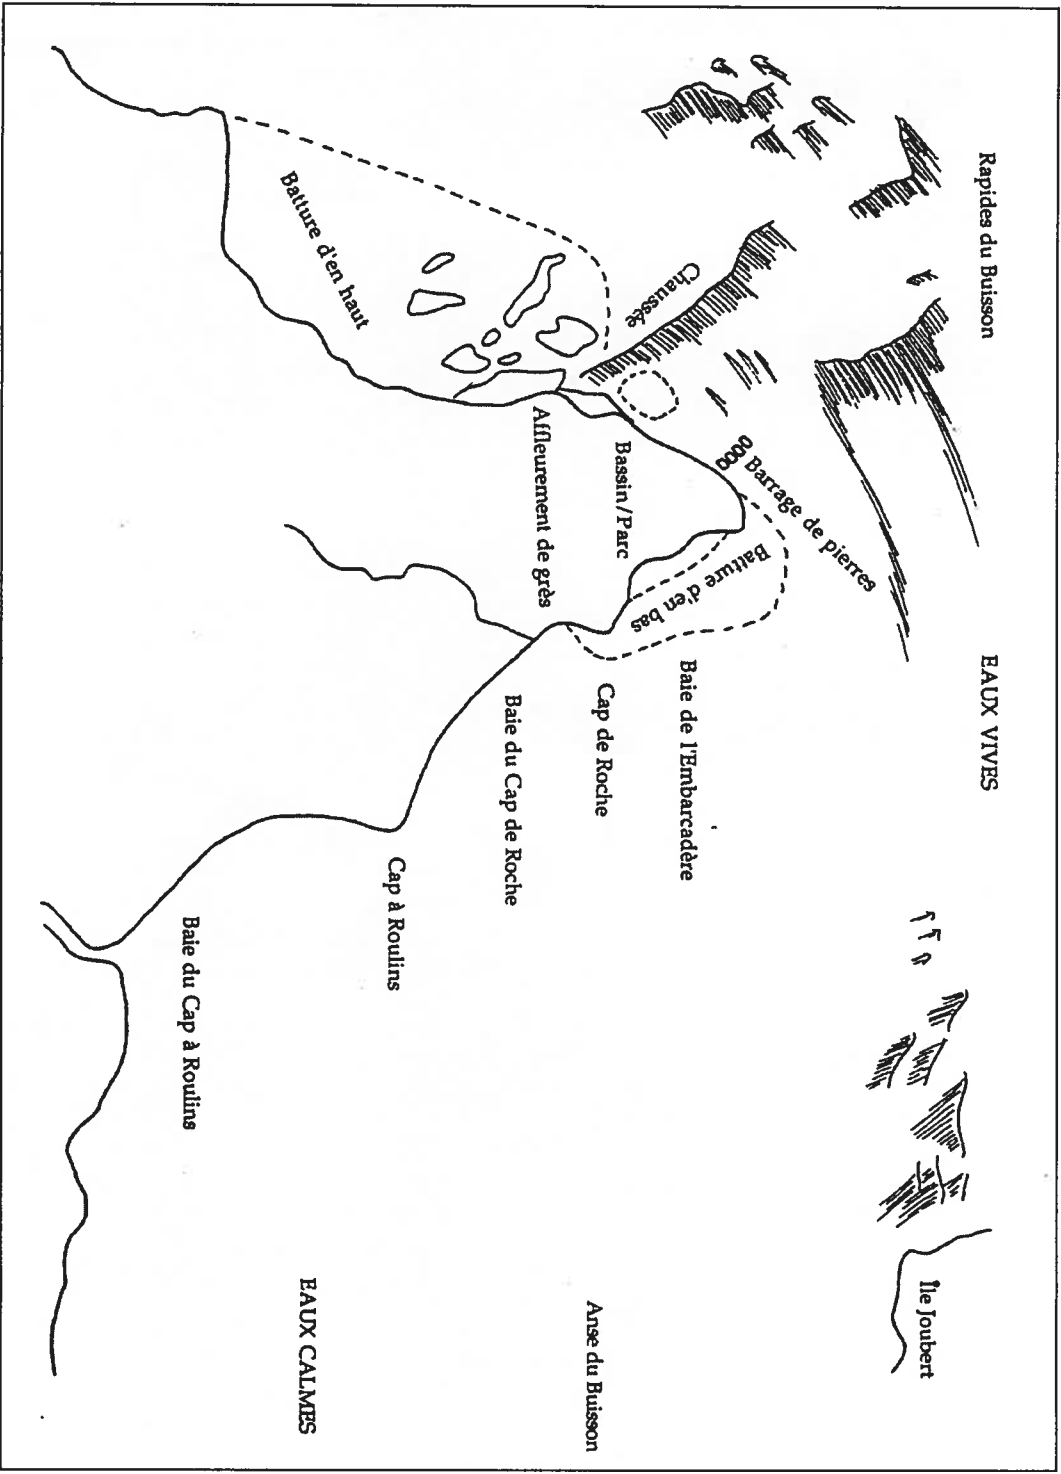 Rapides du Buisson
EAUX VIVES
Île Joubert
Chaussée
Barrage de pierres
Batture d'en bas
Baie de l'Embarcadère
Batture d'en haut
Bassin/Parc
Cap de Roche
Anse du Buisson
Affleurement de grès
Baie du Cap de Roche
Cap à Roulins
EAUX CALMES
Baie du Cap à Roulins